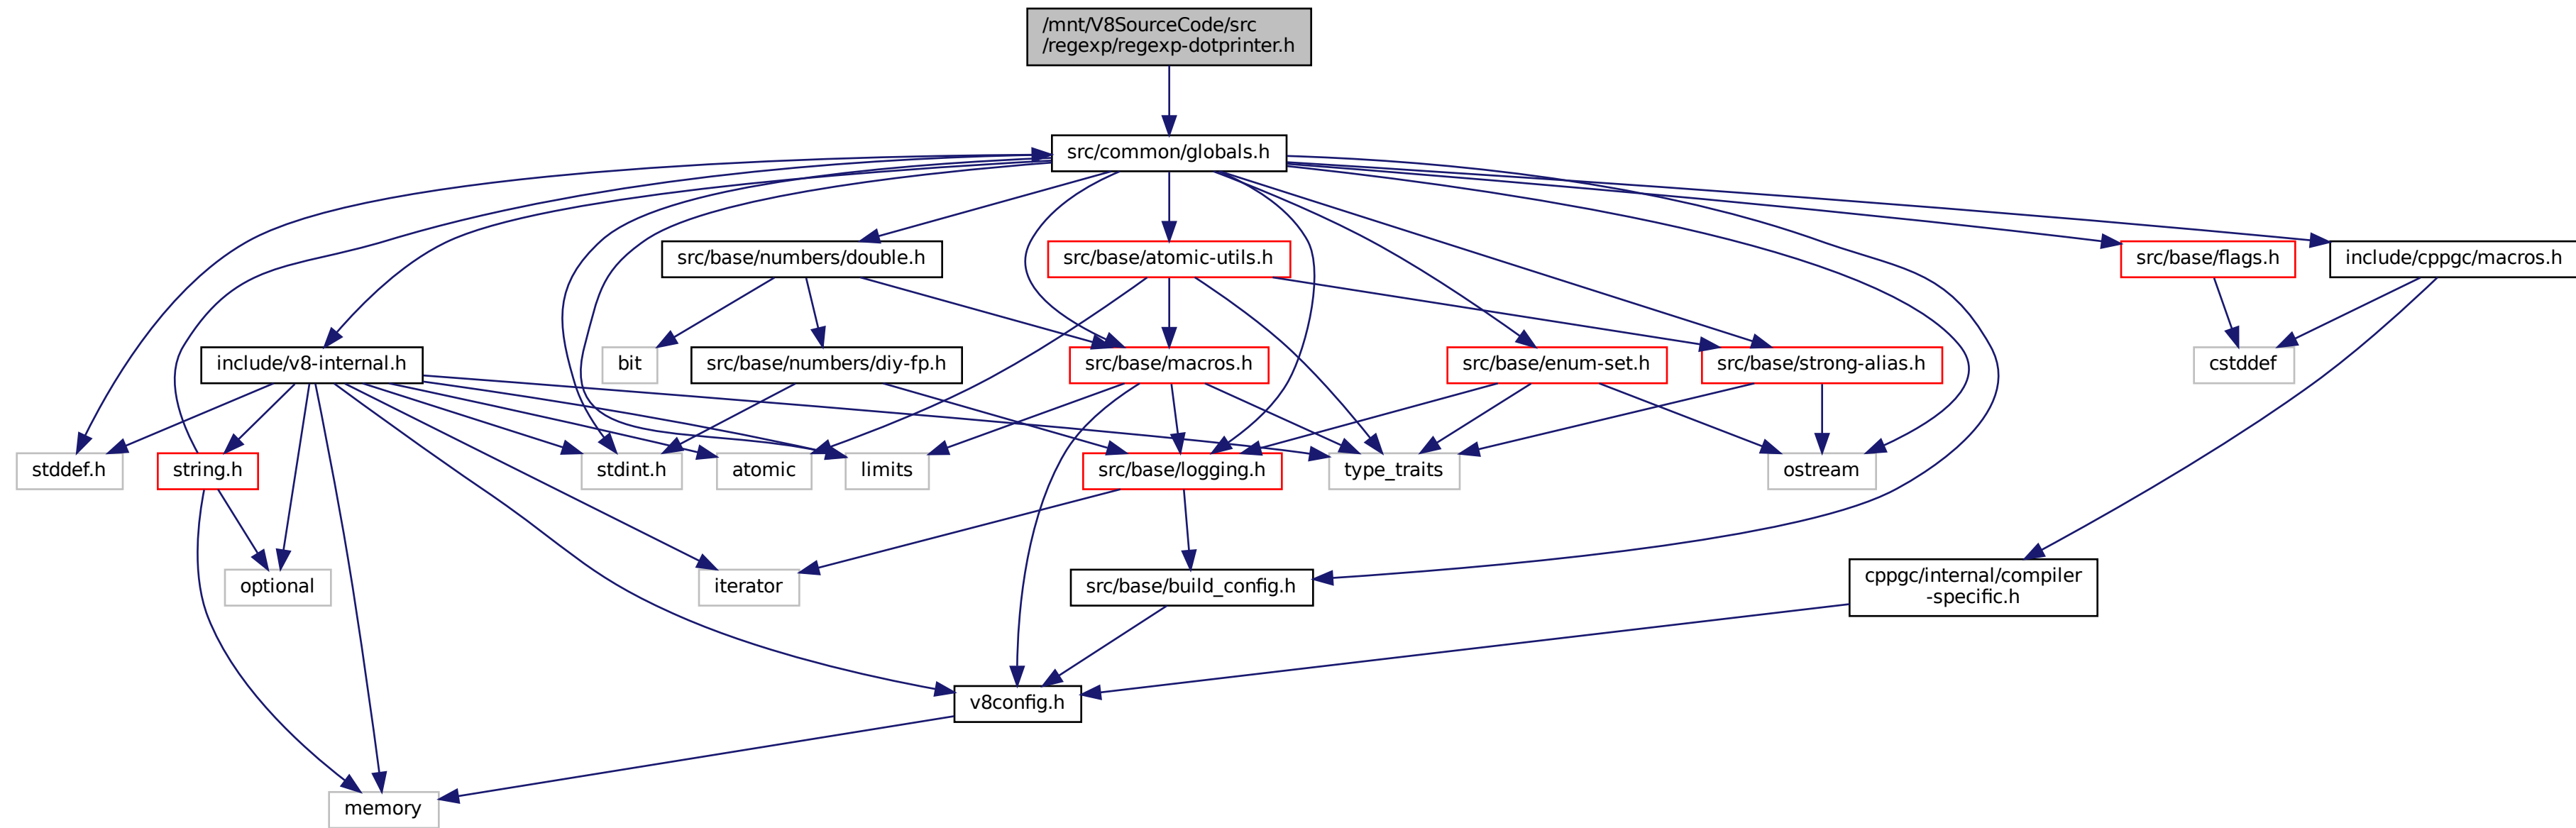 /mnt/V8SourceCode/src
/regexp/regexp-dotprinter.h
src/common/globals.h
src/base/numbers/double.h
src/base/atomic-utils.h
src/base/flags.h
include/cppgc/macros.h
include/v8-internal.h
bit
src/base/numbers/diy-fp.h
src/base/macros.h
src/base/enum-set.h
src/base/strong-alias.h
cstddef
stddef.h
string.h
stdint.h
atomic
limits
src/base/logging.h
type_traits
ostream
optional
iterator
src/base/build_config.h
cppgc/internal/compiler
-specific.h
v8config.h
memory